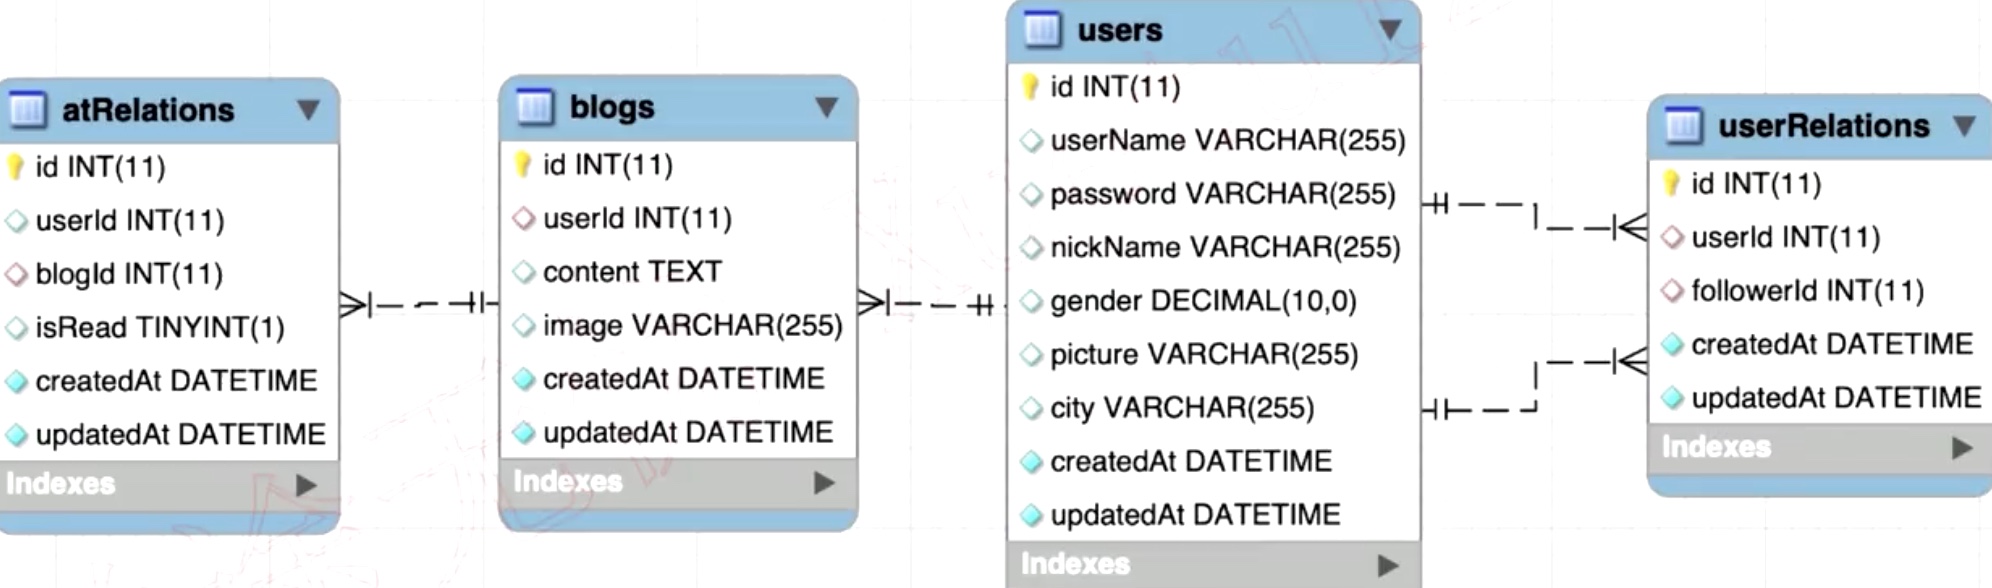 atRelations
id INT(11)
userId INT(11)
blogId INT(11)
isRead TINYINT(1)
createdAt DATETIME
updatedAt DATETIME
Indexes
blogs
id INT(11)
userId INT(11)
content TEXT
image VARCHAR(255)
createdAt DATETIME
updatedAt DATETIME
Indexes
users
id INT(11)
userName VARCHAR(255)
password VARCHAR(255)
nickName VARCHAR(255)
gender DECIMAL(10,0)
picture VARCHAR(255)
city VARCHAR(255)
createdAt DATETIME
updatedAt DATETIME
Indexes
userRelations
id INT(11)
userId INT(11)
followerId INT(11)
createdAt DATETIME
updatedAt DATETIME
Indexes